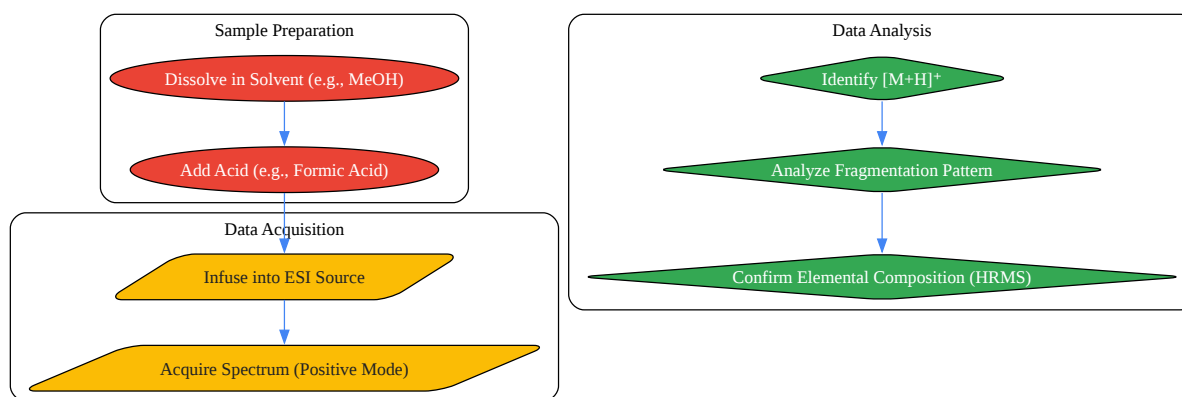 Sample Preparation
Dissolve in Solvent (e.g., MeOH)
Add Acid (e.g., Formic Acid)
Data Acquisition
Infuse into ESI Source
Acquire Spectrum (Positive Mode)
Data Analysis
Identify [M+H]⁺
Analyze Fragmentation Pattern
Confirm Elemental Composition (HRMS)